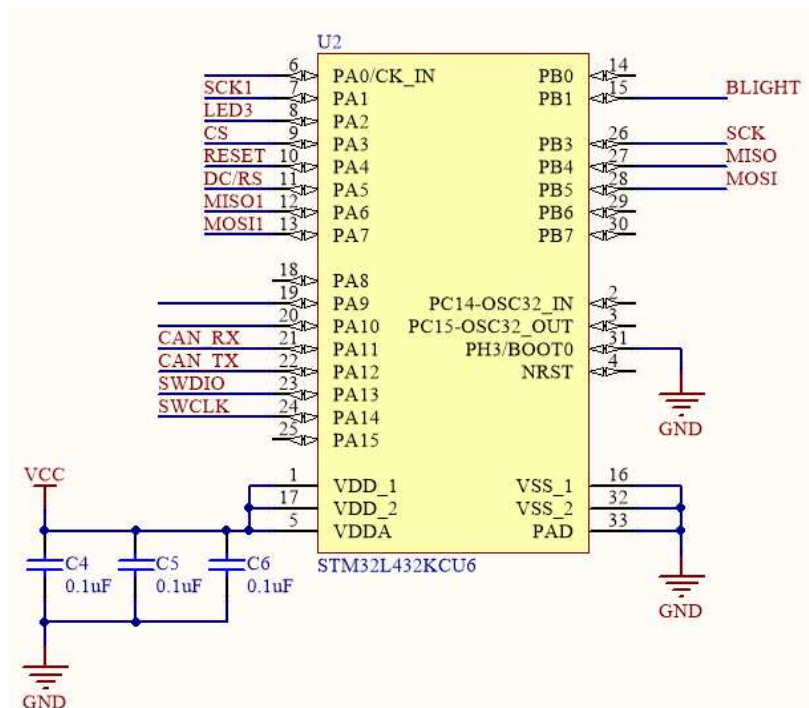 U2
6 PA0/CK_IN PB0 14
SCK1 7 PA1 PB1 15 BLIGHT
LED3 8 PA2
CS 9 PA3 PB3 26 SCK
RESET 10 PA4 PB4 27 MISO
DC/RS 11 PA5 PB5 28 MOSI
MISO1 12 PA6 PB6 29
MOSI1 13 PA7 PB7 30
18 PA8
19 PA9 PC14-OSC32_IN 2
20 PA10 PC15-OSC32_OUT 3
CAN RX 21 PA11 PH3/BOOT0 31
CAN TX 22 PA12 NRST 4
SWDIO 23 PA13
SWCLK 24 PA14 GND
25 PA15
VCC 1 VDD_1 VSS_1 16
17 VDD_2 VSS_2 32
5 VDDA PAD 33
C4 C5 C6 STM32L432KCU6
0.1uF 0.1uF 0.1uF
GND
GND